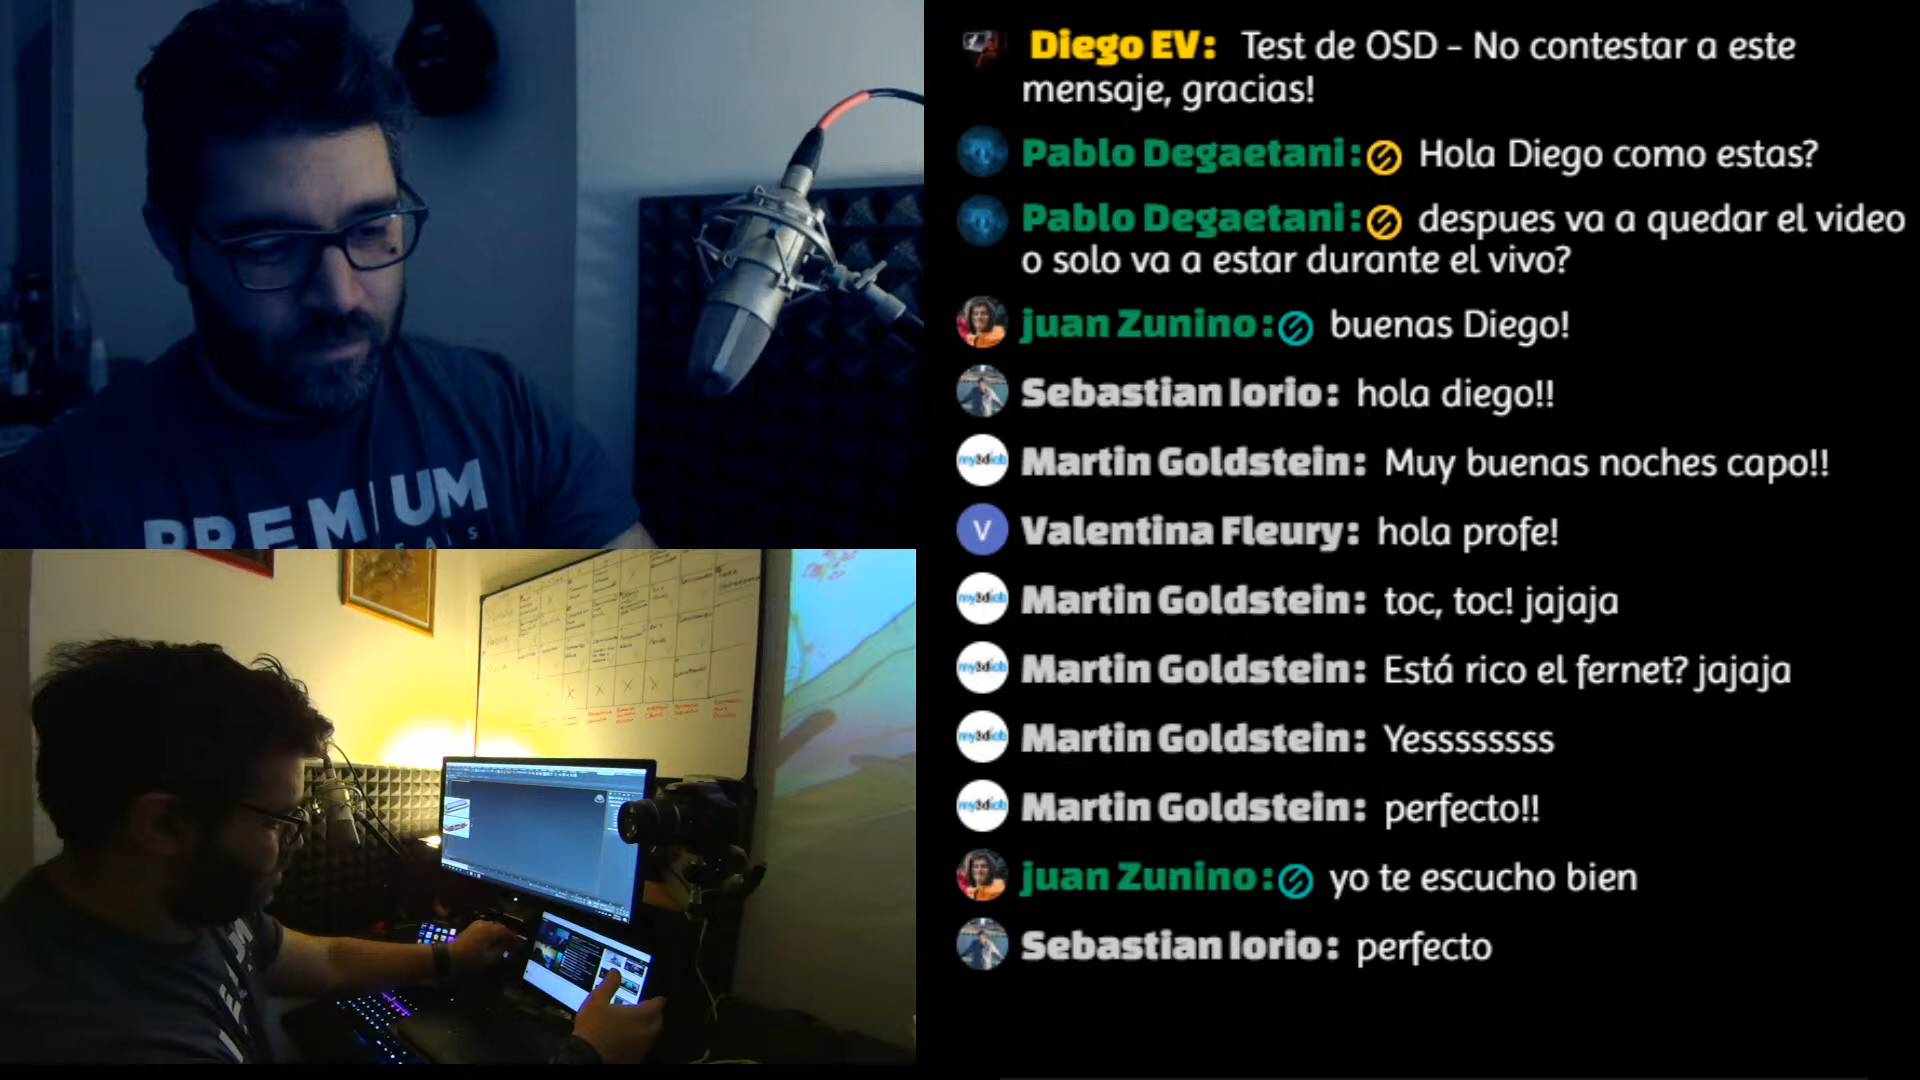 Diego EV: Test de OSD - No contestar a este
mensaje, gracias!
Pablo Degaetani: Hola Diego como estas?
Pablo Degaetani: despues va a quedar el video
o solo va a estar durante el vivo?
juan Zunino: buenas Diego!
Sebastian Iorio: hola diego!!
Martin Goldstein: Muy buenas noches capo!!
V Valentina Fleury: hola profe!
Martin Goldstein: toc, toc! jajaja
Martin Goldstein: Está rico el fernet? jajaja
Martin Goldstein: Yessssssss
Martin Goldstein: perfecto!!
juan Zunino: yo te escucho bien
Sebastian Iorio: perfecto
PREMIUM